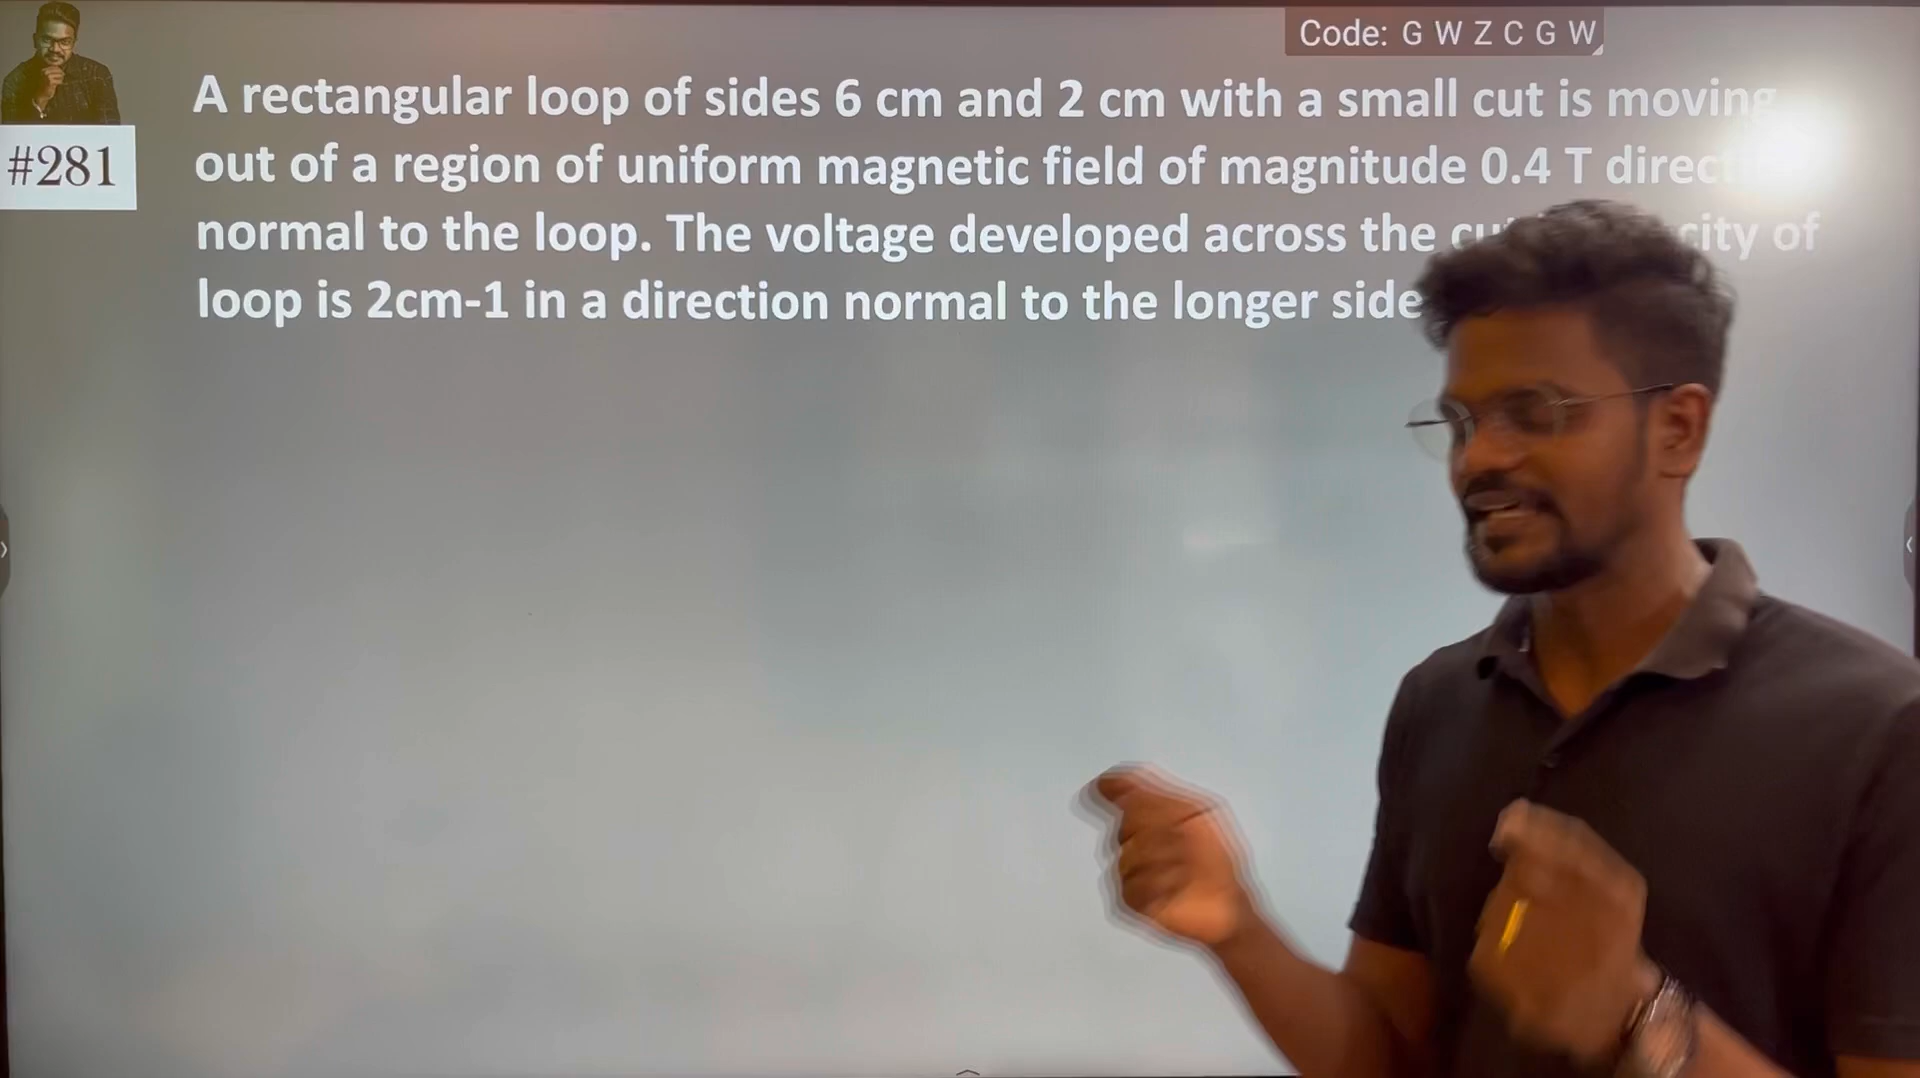 Code: G W Z C G W
A rectangular loop of sides 6 cm and 2 cm with a small cut is moving
#281
out of a region of uniform magnetic field of magnitude 0.4 T
normal to the loop. The voltage developed across the of
loop is 2cm-1 in a direction normal to the longer side